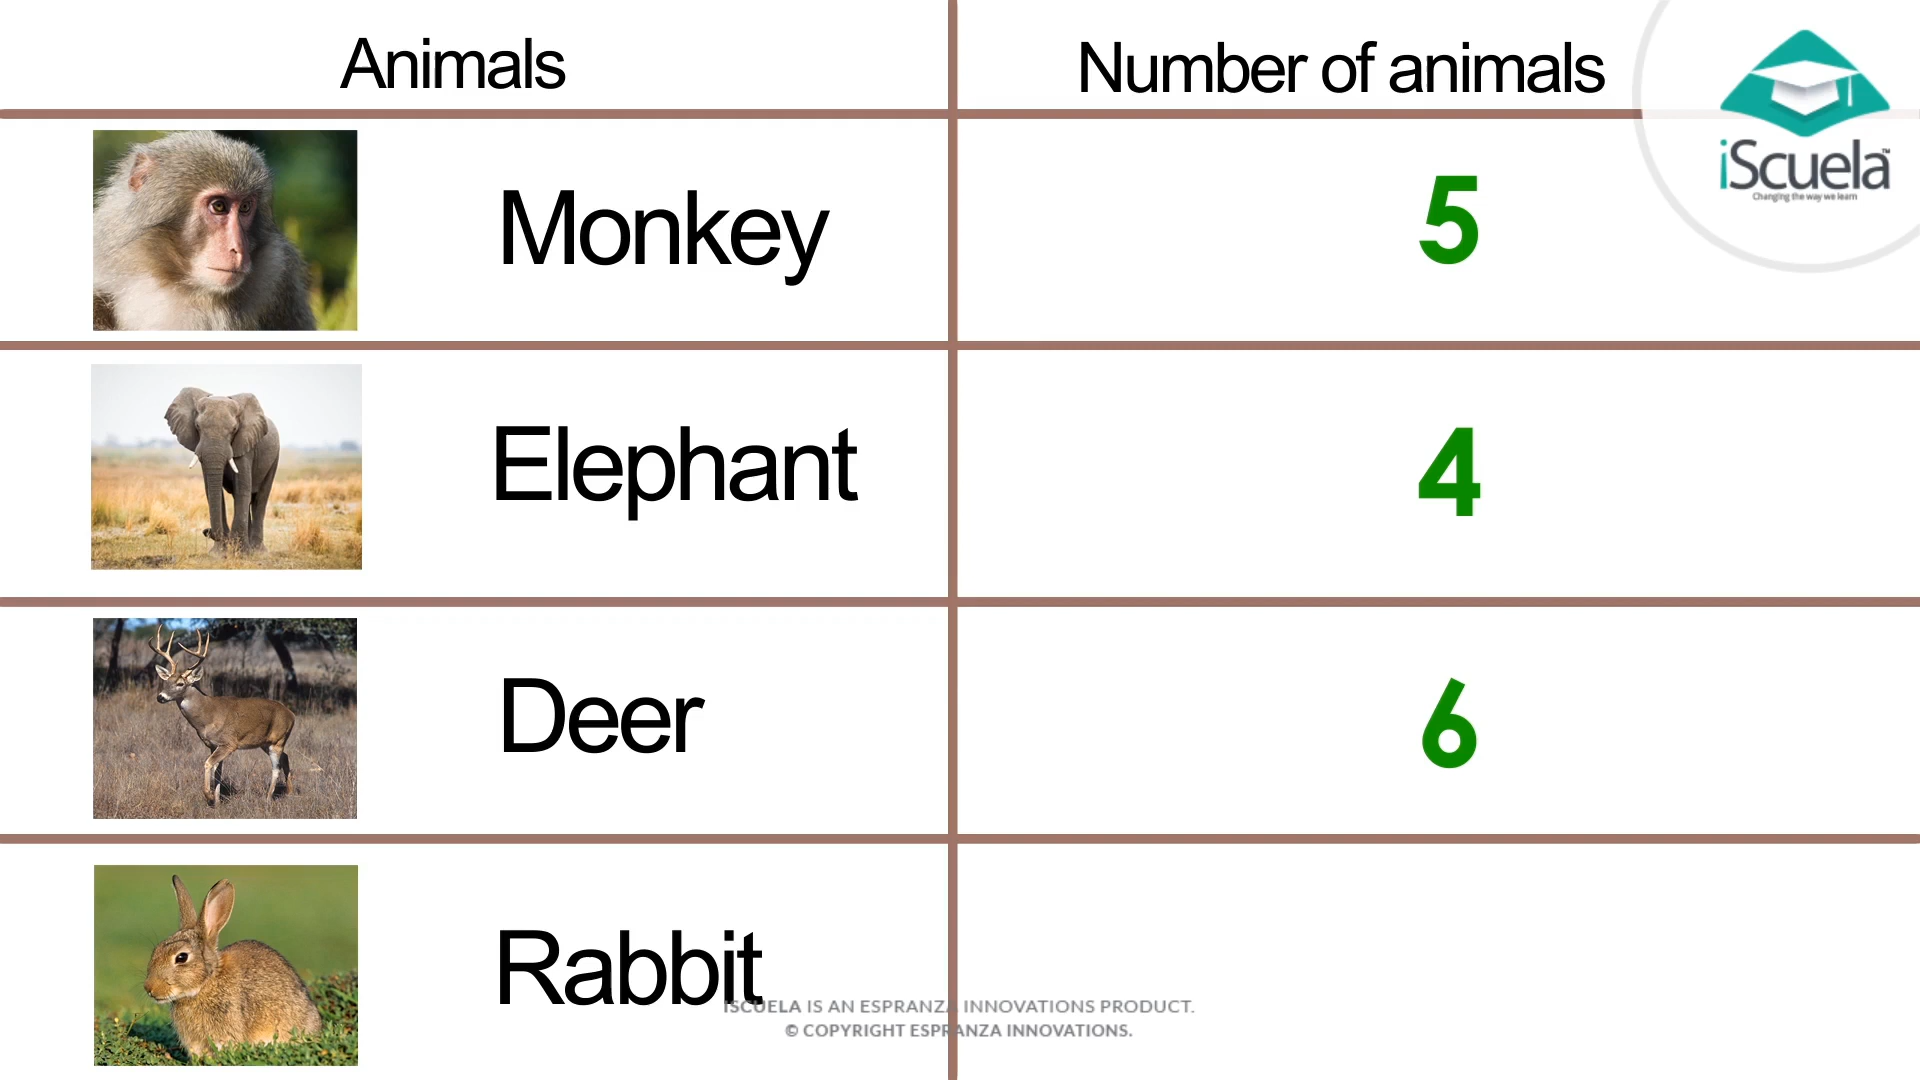 Animals
Number of animals
iScuela™
Changing the way we learn
Monkey
5
Elephant
4
Deer
6
Rabbit
ISCUELA IS AN ESPRANZA INNOVATIONS PRODUCT.
© COPYRIGHT ESPRANZA INNOVATIONS.